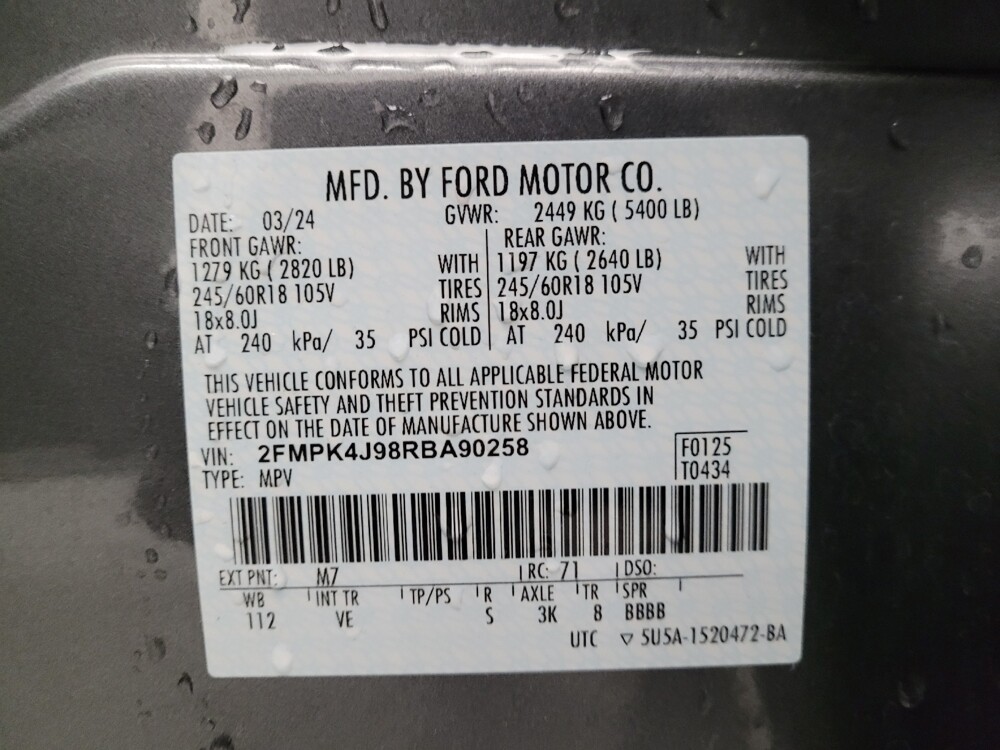 MFD. BY FORD MOTOR CO.
DATE: 03/24 GVWR: 2449 KG ( 5400 LB)
FRONT GAWR: REAR GAWR:
1279 KG ( 2820 LB) WITH 1197 KG ( 2640 LB) WITH
245/60R18 105V TIRES 245/60R18 105V TIRES
18x8.0J RIMS 18x8.0J RIMS
AT 240 kPa/ 35 PSI COLD AT 240 kPa/ 35 PSI COLD
THIS VEHICLE CONFORMS TO ALL APPLICABLE FEDERAL MOTOR
VEHICLE SAFETY AND THEFT PREVENTION STANDARDS IN
EFFECT ON THE DATE OF MANUFACTURE SHOWN ABOVE.
VIN: 2FMPK4J98RBA90258 F0125
TYPE: MPV T0434
EXT PNT: M7 RC: 71 DSO:
WB INT TR TP/PS R AXLE TR SPR
112 VE S 3K 8 BBBB
UTC ▽ 5U5A-1520472-BA